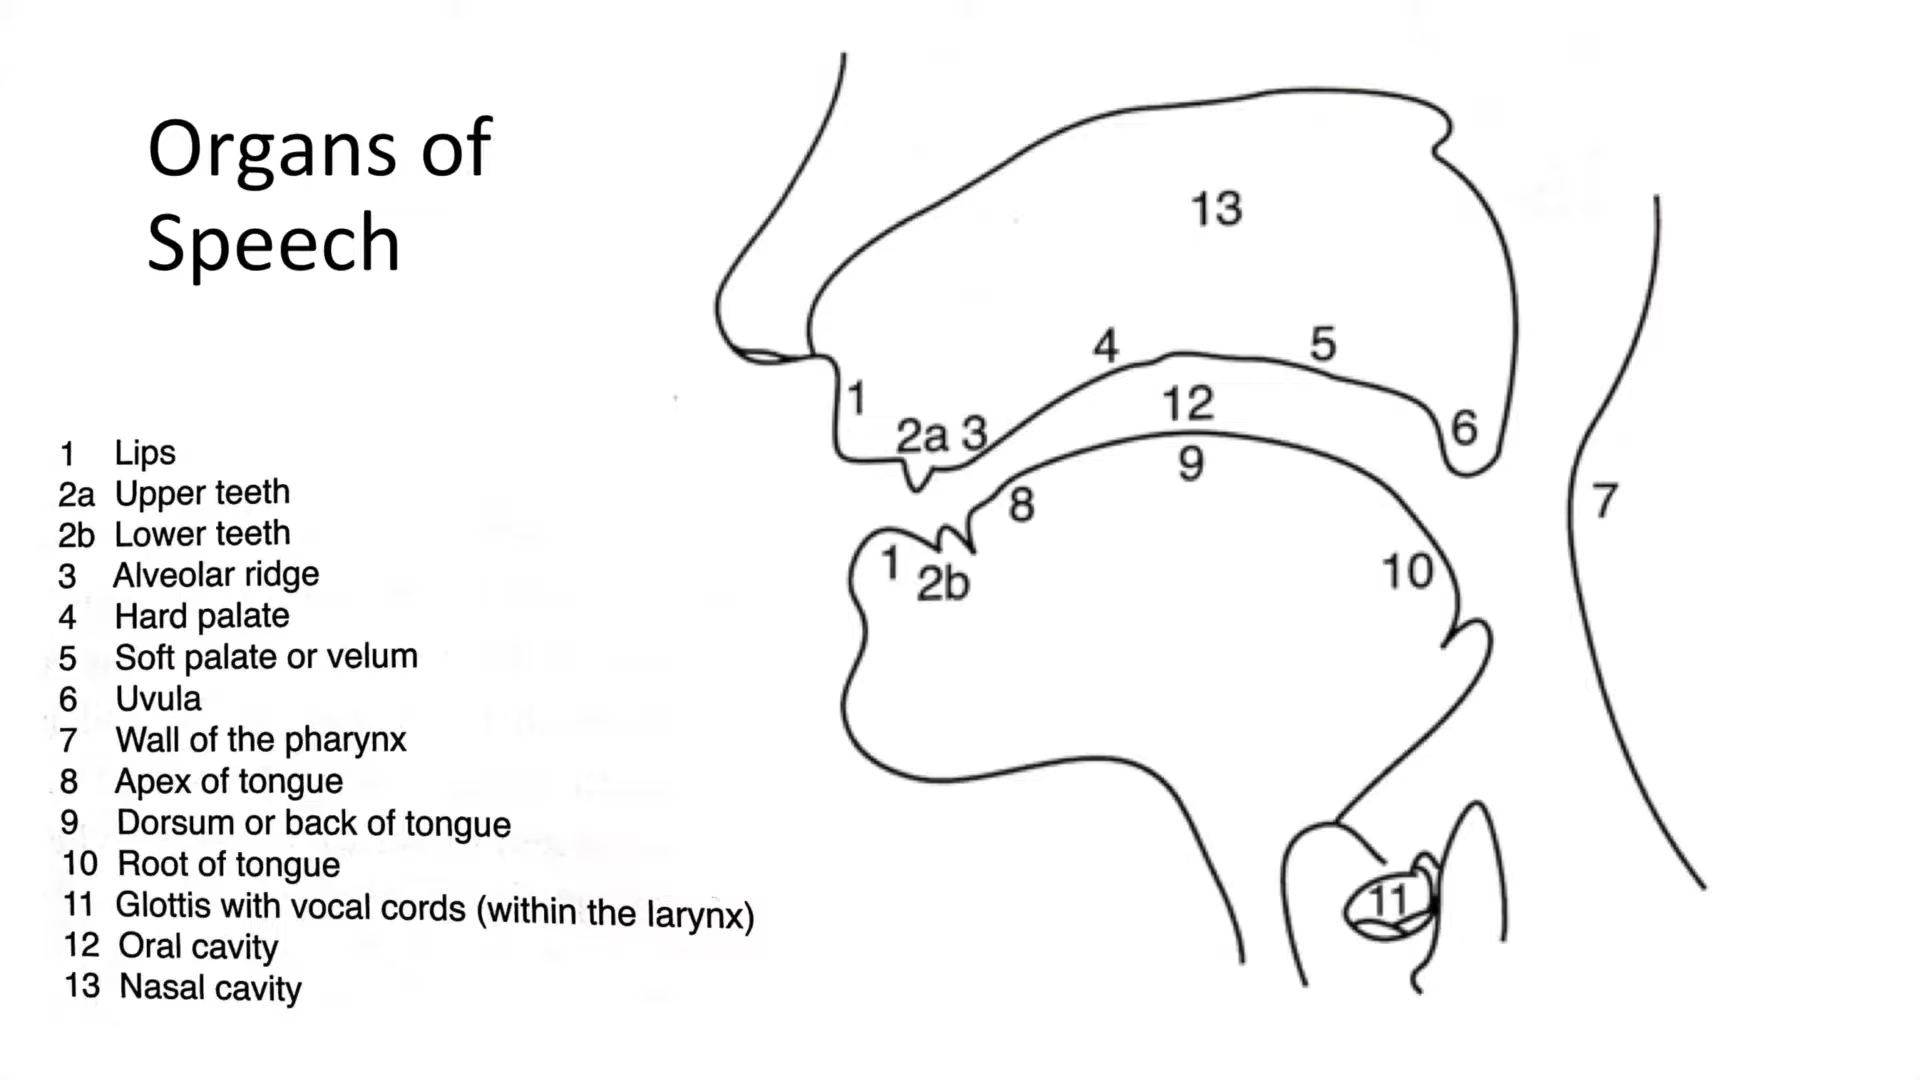 Organs of
Speech
1 Lips
2a Upper teeth
2b Lower teeth
3 Alveolar ridge
4 Hard palate
5 Soft palate or velum
6 Uvula
7 Wall of the pharynx
8 Apex of tongue
9 Dorsum or back of tongue
10 Root of tongue
11 Glottis with vocal cords (within the larynx)
12 Oral cavity
13 Nasal cavity
13
4
5
1
12
2a 3
6
9
8
7
1
2b
10
11